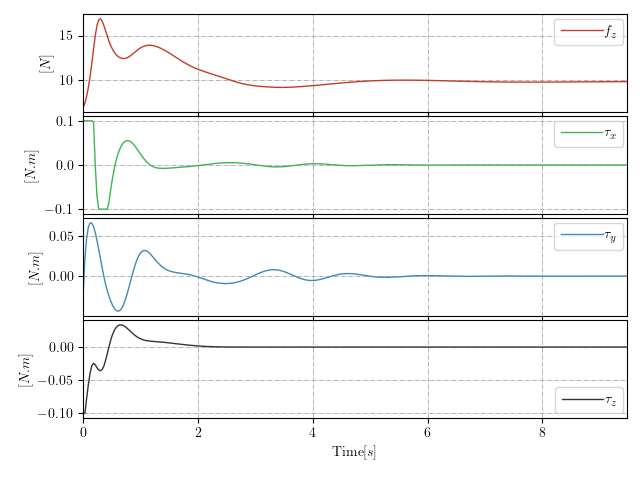 15
10
[N]
f_z
0.1
0.0
−0.1
[N.m]
τ_x
0.05
0.00
[N.m]
τ_y
0.00
−0.05
−0.10
[N.m]
τ_z
0 2 4 6 8
Time[s]